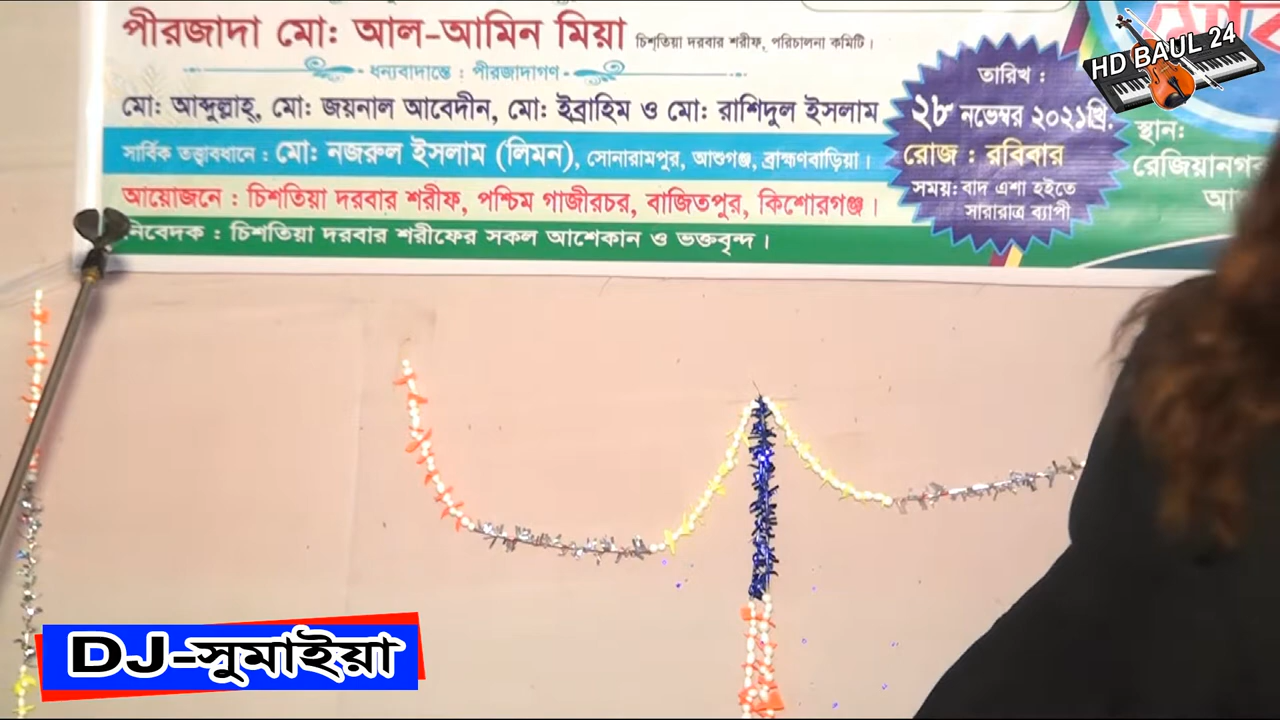 পীরজাদা মো: আল-আমিন মিয়া চিশ্তিয়া দরবার শরীফ, পরিচালনা কমিটি।
ধন্যবাদান্তে : পীরজাদাগণ
মো: আব্দুল্লাহ্, মো: জয়নাল আবেদীন, মো: ইব্রাহিম ও মো: রাশিদুল ইসলাম
সার্বিক তত্ত্বাবধানে : মো: নজরুল ইসলাম (লিমন), সোনারামপুর, আশুগঞ্জ, ব্রাহ্মণবাড়িয়া।
আয়োজনে : চিশতিয়া দরবার শরীফ, পশ্চিম গাজীরচর, বাজিতপুর, কিশোরগঞ্জ।
নিবেদক : চিশতিয়া দরবার শরীফের সকল আশেকান ও ভক্তবৃন্দ।
তারিখ :
২৮ নভেম্বর ২০২১খ্রি.
রোজ : রবিবার
সময়: বাদ এশা হইতে
সারারাত্র ব্যাপী
স্থান:
রেজিয়ানগর
HD BAUL 24
DJ-সুমাইয়া